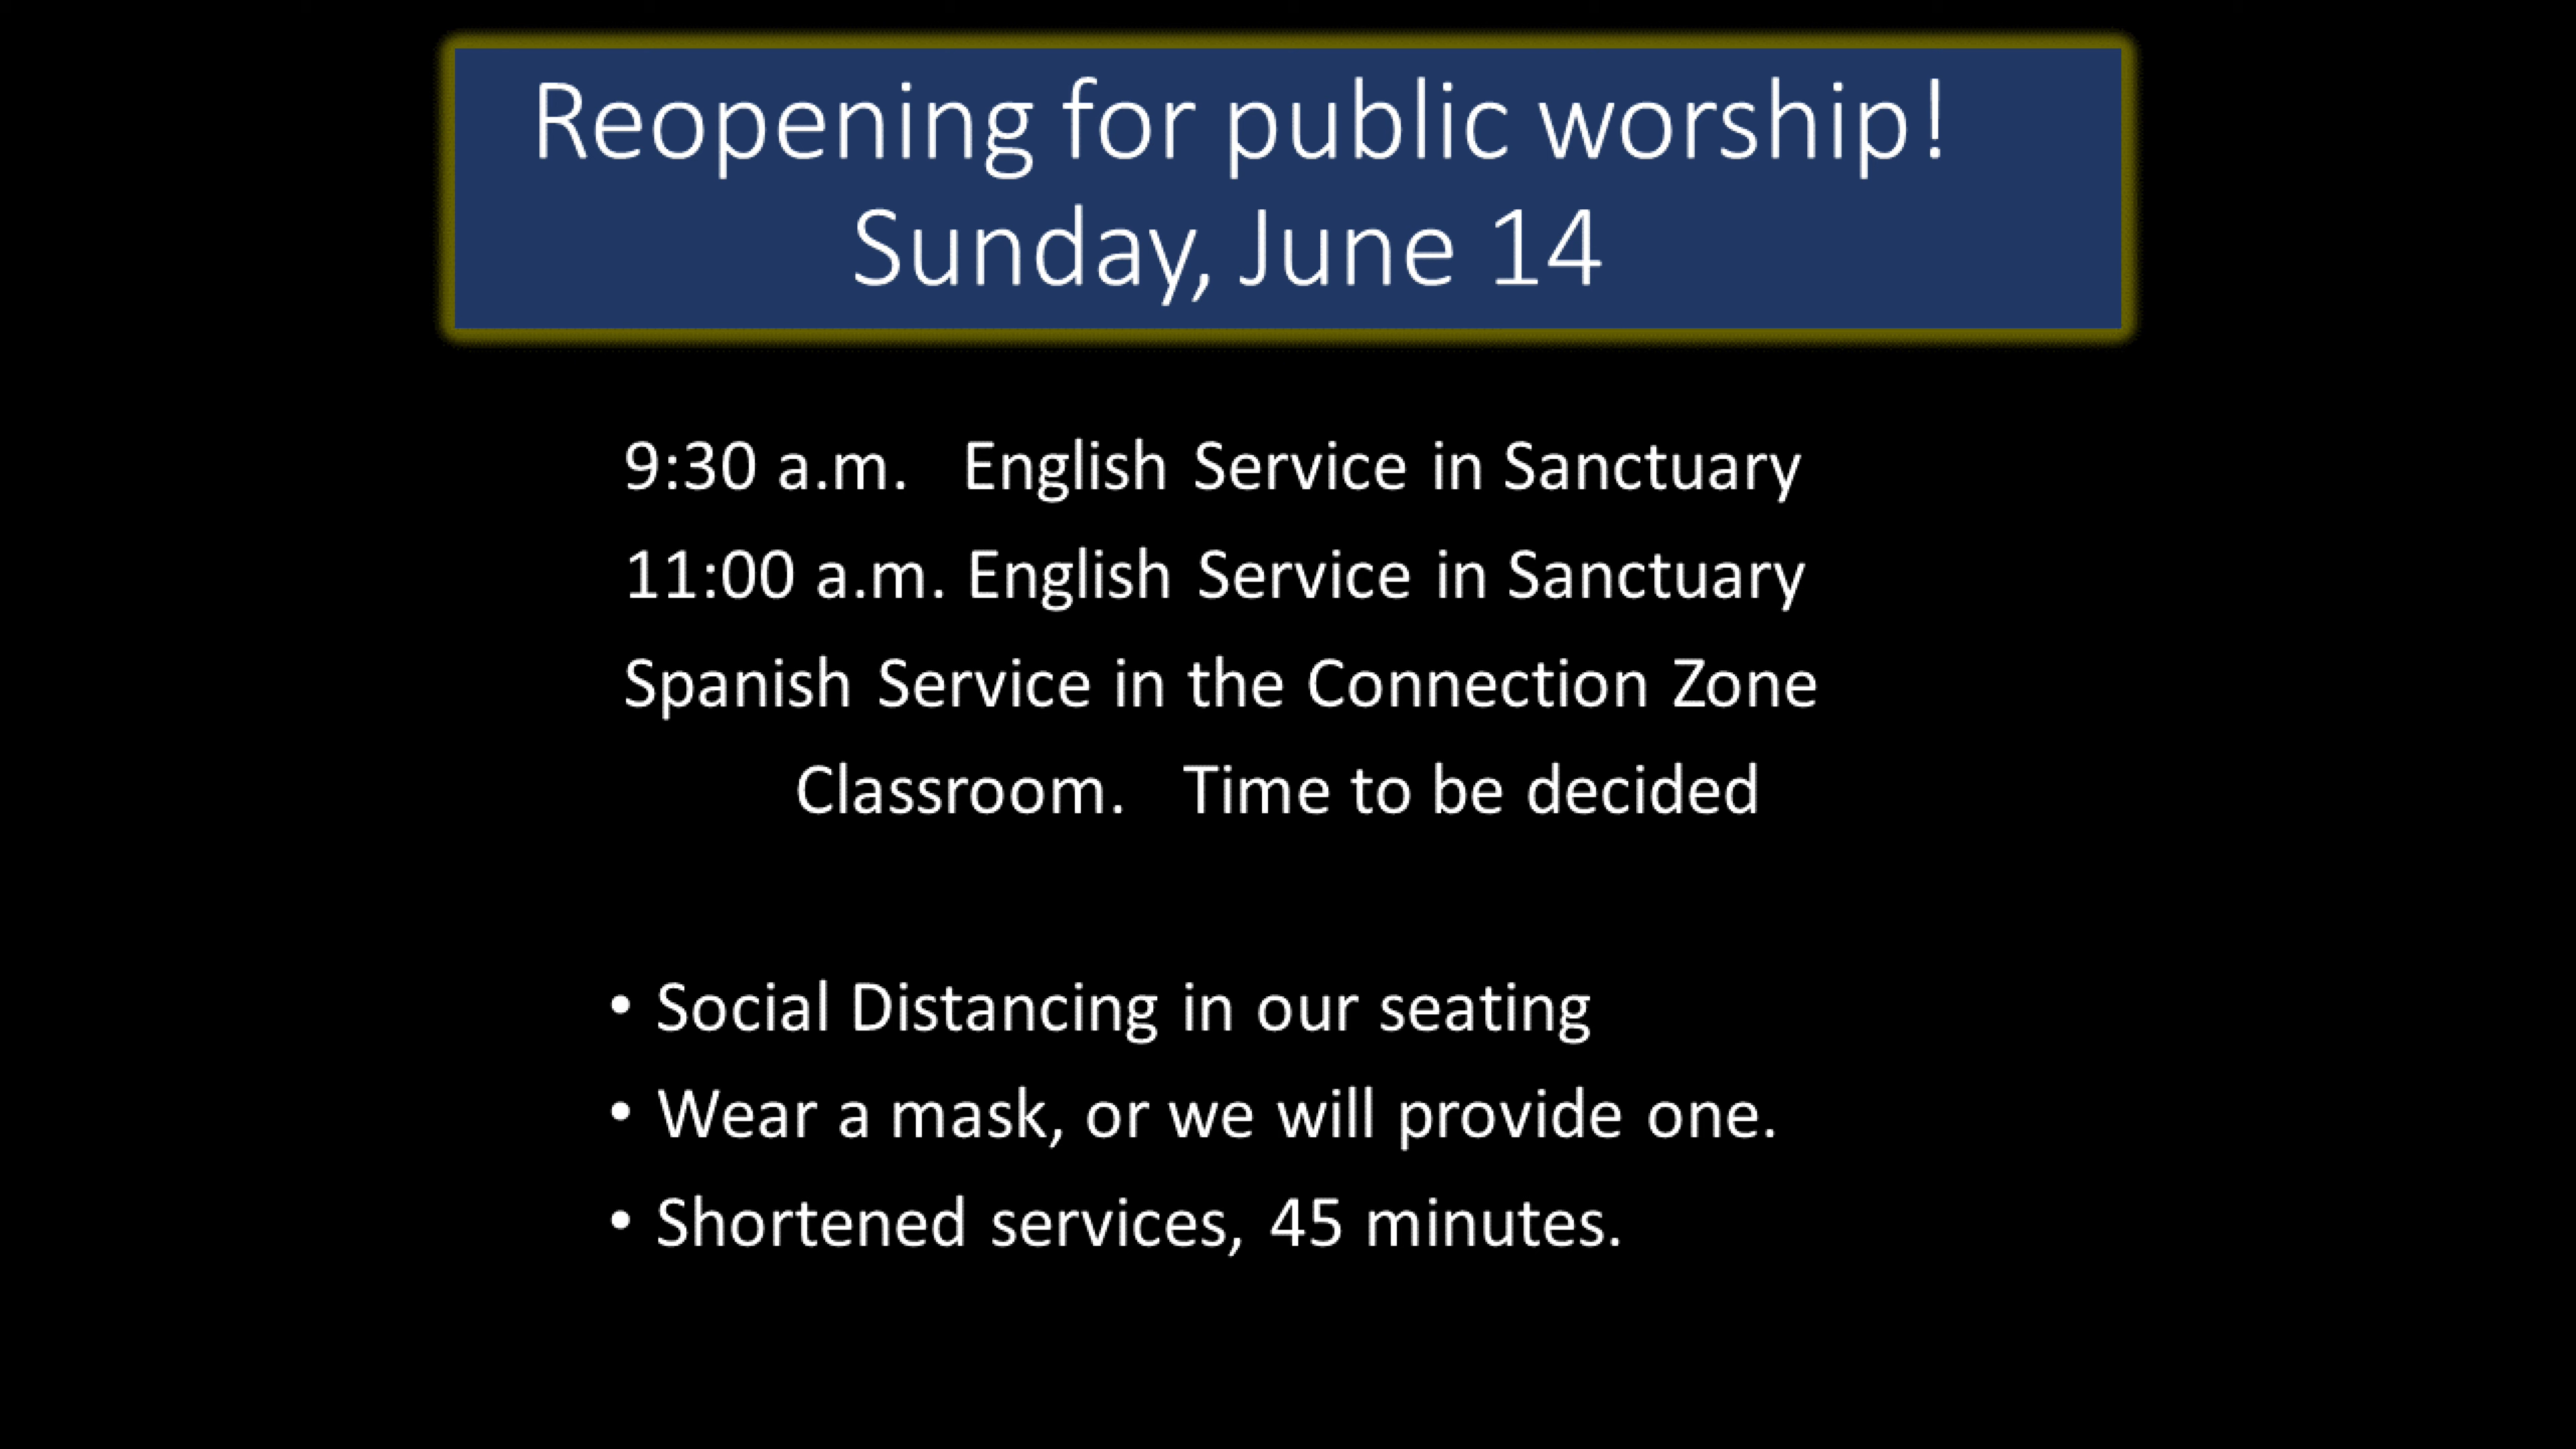 Reopening for public worship!
Sunday, June 14
9:30 a.m. English Service in Sanctuary
11:00 a.m. English Service in Sanctuary
Spanish Service in the Connection Zone
Classroom. Time to be decided
• Social Distancing in our seating
• Wear a mask, or we will provide one.
• Shortened services, 45 minutes.